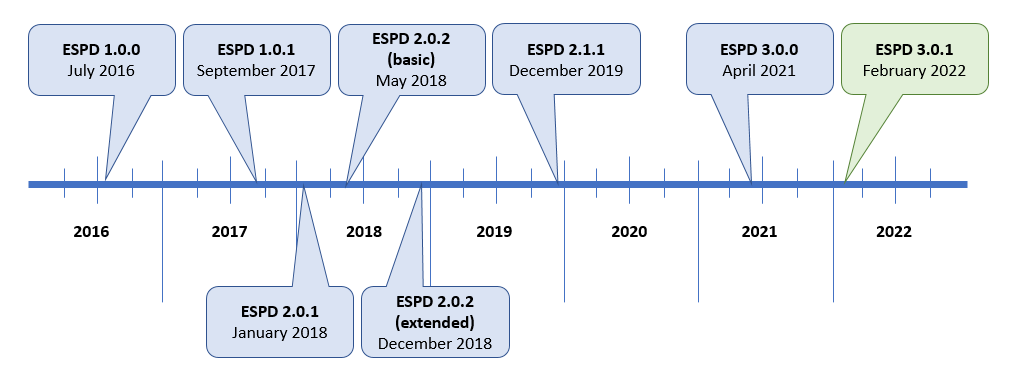 ESPD 1.0.0
July 2016
ESPD 1.0.1
September 2017
ESPD 2.0.2
(basic)
May 2018
ESPD 2.1.1
December 2019
ESPD 3.0.0
April 2021
ESPD 3.0.1
February 2022
2016
2017
2018
2019
2020
2021
2022
ESPD 2.0.1
January 2018
ESPD 2.0.2
(extended)
December 2018